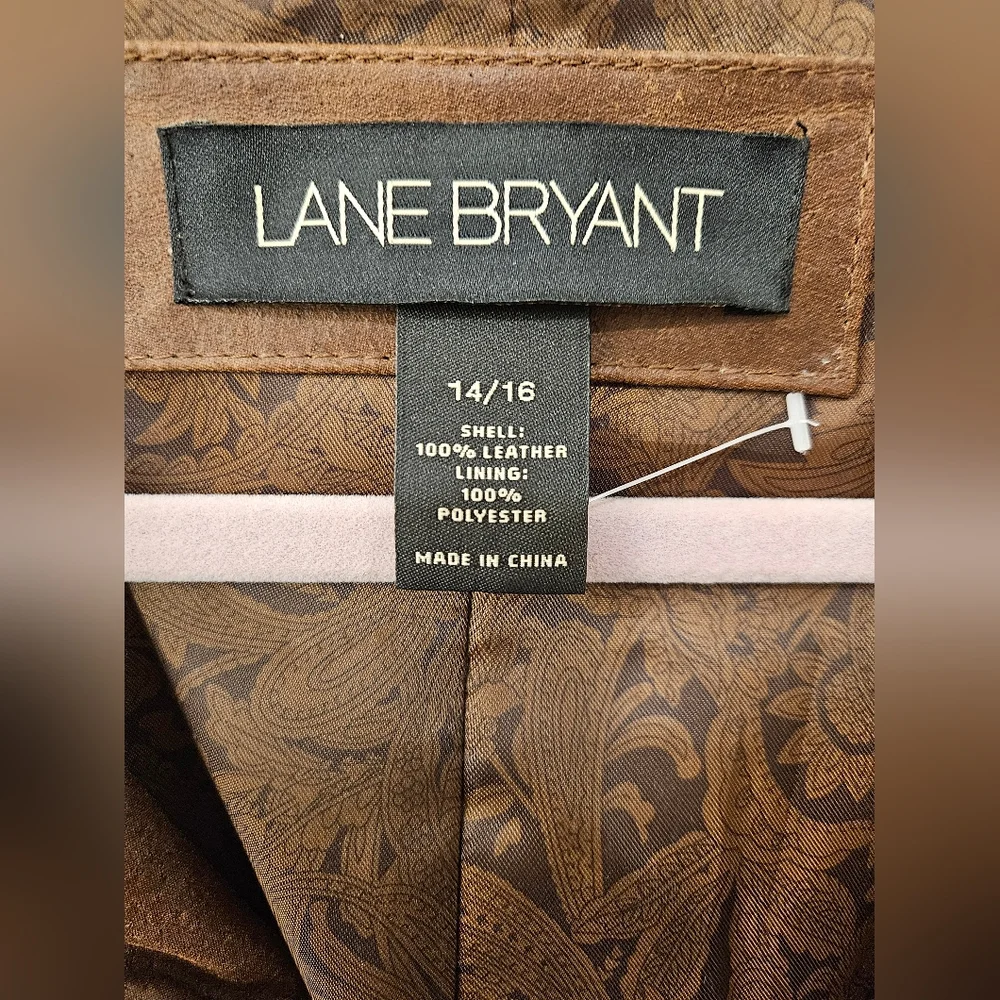 LANE BRYANT
14/16
SHELL:
100% LEATHER
LINING:
100%
POLYESTER
MADE IN CHINA